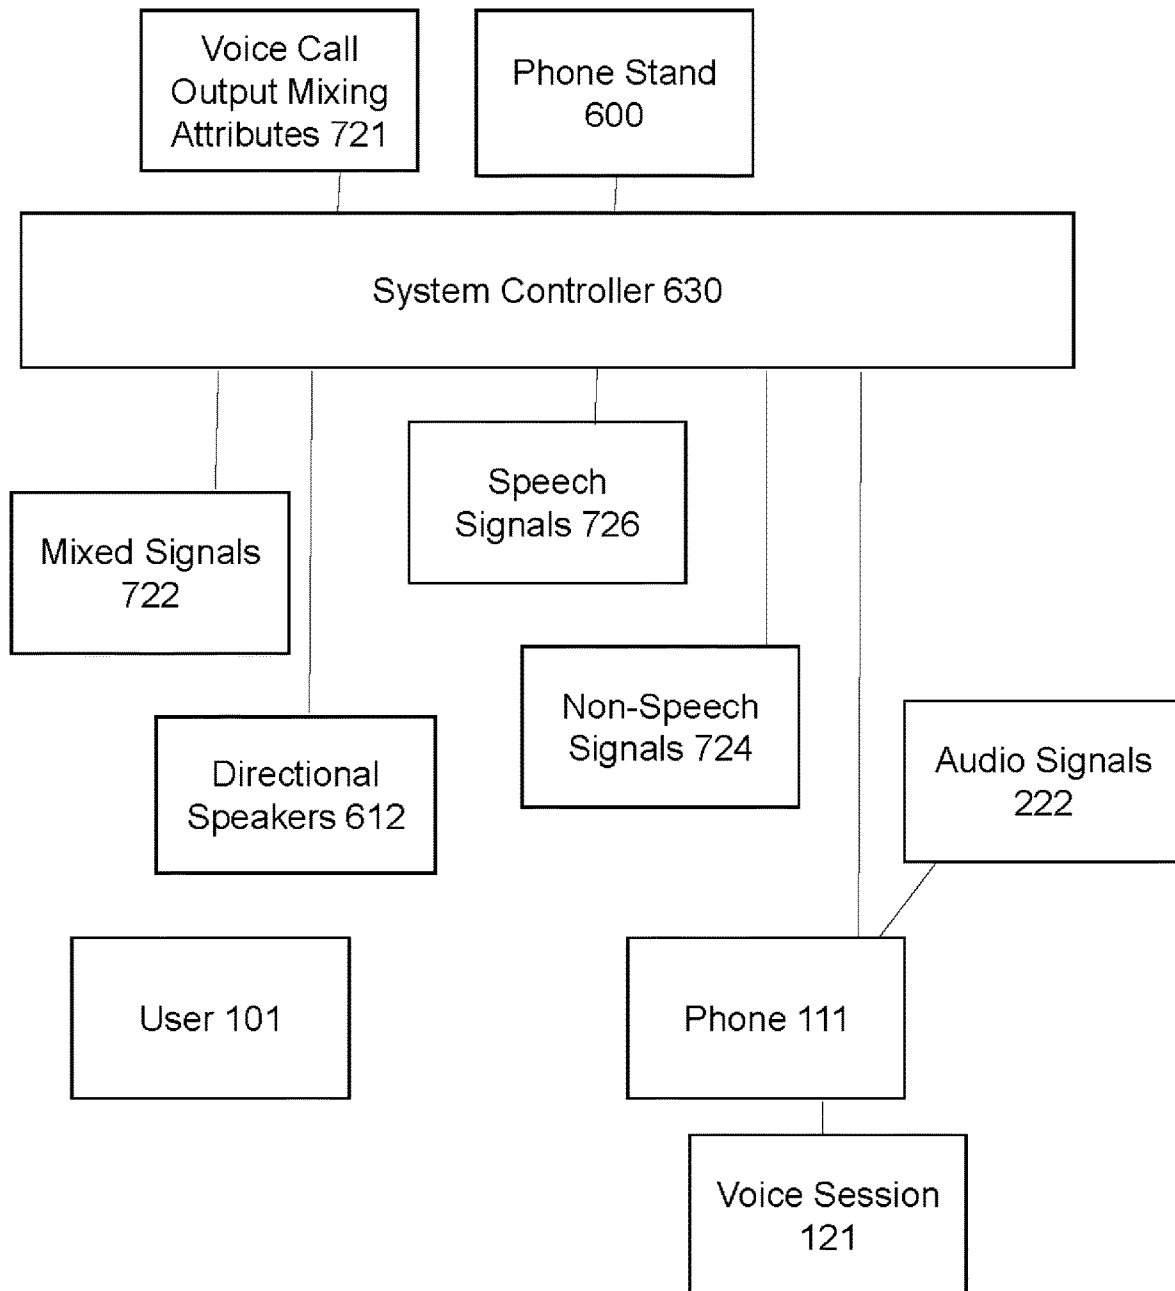 Voice Call
Output Mixing
Attributes 721
Phone Stand
600
System Controller 630
Speech
Signals 726
Mixed Signals
722
Non-Speech
Signals 724
Directional
Speakers 612
Audio Signals
222
User 101
Phone 111
Voice Session
121